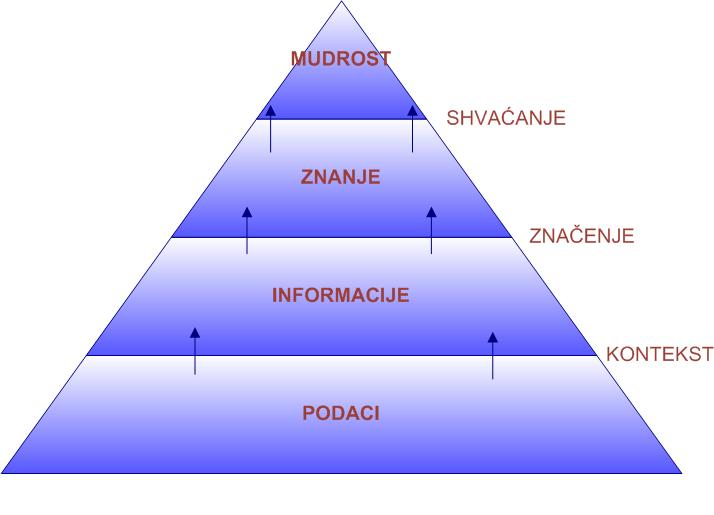 MUDROST
SHVAĆANJE
ZNANJE
ZNAČENJE
INFORMACIJE
KONTEKST
PODACI